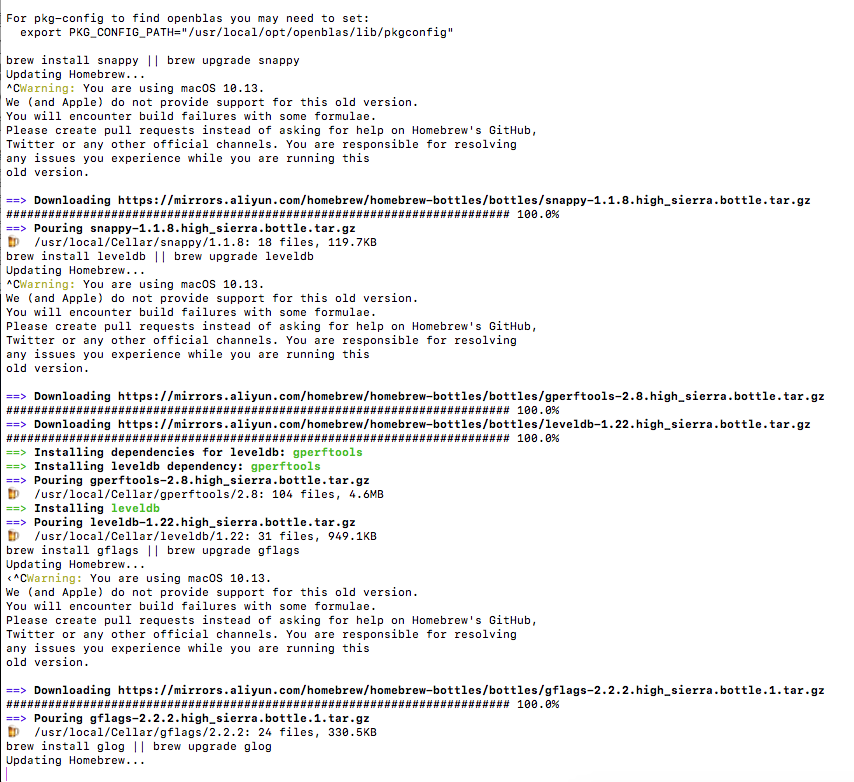 For pkg-config to find openblas you may need to set:
  export PKG_CONFIG_PATH="/usr/local/opt/openblas/lib/pkgconfig"

brew install snappy || brew upgrade snappy
Updating Homebrew...
^CWarning: You are using macOS 10.13.
We (and Apple) do not provide support for this old version.
You will encounter build failures with some formulae.
Please create pull requests instead of asking for help on Homebrew's GitHub,
Twitter or any other official channels. You are responsible for resolving
any issues you experience while you are running this
old version.

==> Downloading https://mirrors.aliyun.com/homebrew/homebrew-bottles/bottles/snappy-1.1.8.high_sierra.bottle.tar.gz
######################################################################## 100.0%
==> Pouring snappy-1.1.8.high_sierra.bottle.tar.gz
🍺  /usr/local/Cellar/snappy/1.1.8: 18 files, 119.7KB
brew install leveldb || brew upgrade leveldb
Updating Homebrew...
^CWarning: You are using macOS 10.13.
We (and Apple) do not provide support for this old version.
You will encounter build failures with some formulae.
Please create pull requests instead of asking for help on Homebrew's GitHub,
Twitter or any other official channels. You are responsible for resolving
any issues you experience while you are running this
old version.

==> Downloading https://mirrors.aliyun.com/homebrew/homebrew-bottles/bottles/gperftools-2.8.high_sierra.bottle.tar.gz
######################################################################## 100.0%
==> Downloading https://mirrors.aliyun.com/homebrew/homebrew-bottles/bottles/leveldb-1.22.high_sierra.bottle.tar.gz
######################################################################## 100.0%
==> Installing dependencies for leveldb: gperftools
==> Installing leveldb dependency: gperftools
==> Pouring gperftools-2.8.high_sierra.bottle.tar.gz
🍺  /usr/local/Cellar/gperftools/2.8: 104 files, 4.6MB
==> Installing leveldb
==> Pouring leveldb-1.22.high_sierra.bottle.tar.gz
🍺  /usr/local/Cellar/leveldb/1.22: 31 files, 949.1KB
brew install gflags || brew upgrade gflags
Updating Homebrew...
‹^CWarning: You are using macOS 10.13.
We (and Apple) do not provide support for this old version.
You will encounter build failures with some formulae.
Please create pull requests instead of asking for help on Homebrew's GitHub,
Twitter or any other official channels. You are responsible for resolving
any issues you experience while you are running this
old version.

==> Downloading https://mirrors.aliyun.com/homebrew/homebrew-bottles/bottles/gflags-2.2.2.high_sierra.bottle.1.tar.gz
######################################################################## 100.0%
==> Pouring gflags-2.2.2.high_sierra.bottle.1.tar.gz
🍺  /usr/local/Cellar/gflags/2.2.2: 24 files, 330.5KB
brew install glog || brew upgrade glog
Updating Homebrew...